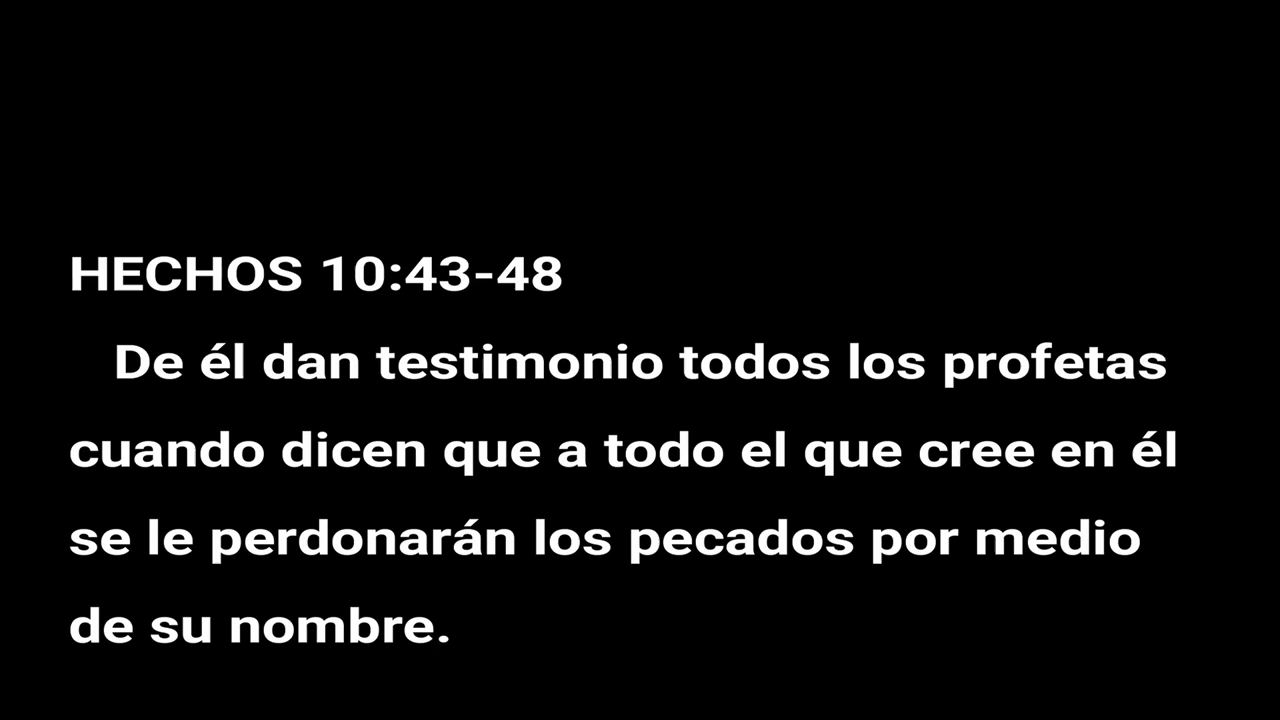 HECHOS 10:43-48
De él dan testimonio todos los profetas
cuando dicen que a todo el que cree en él
se le perdonarán los pecados por medio
de su nombre.